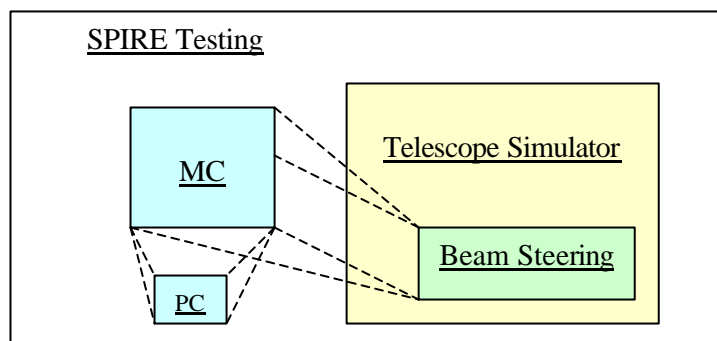 SPIRE Testing
MC
Telescope Simulator
Beam Steering
PC